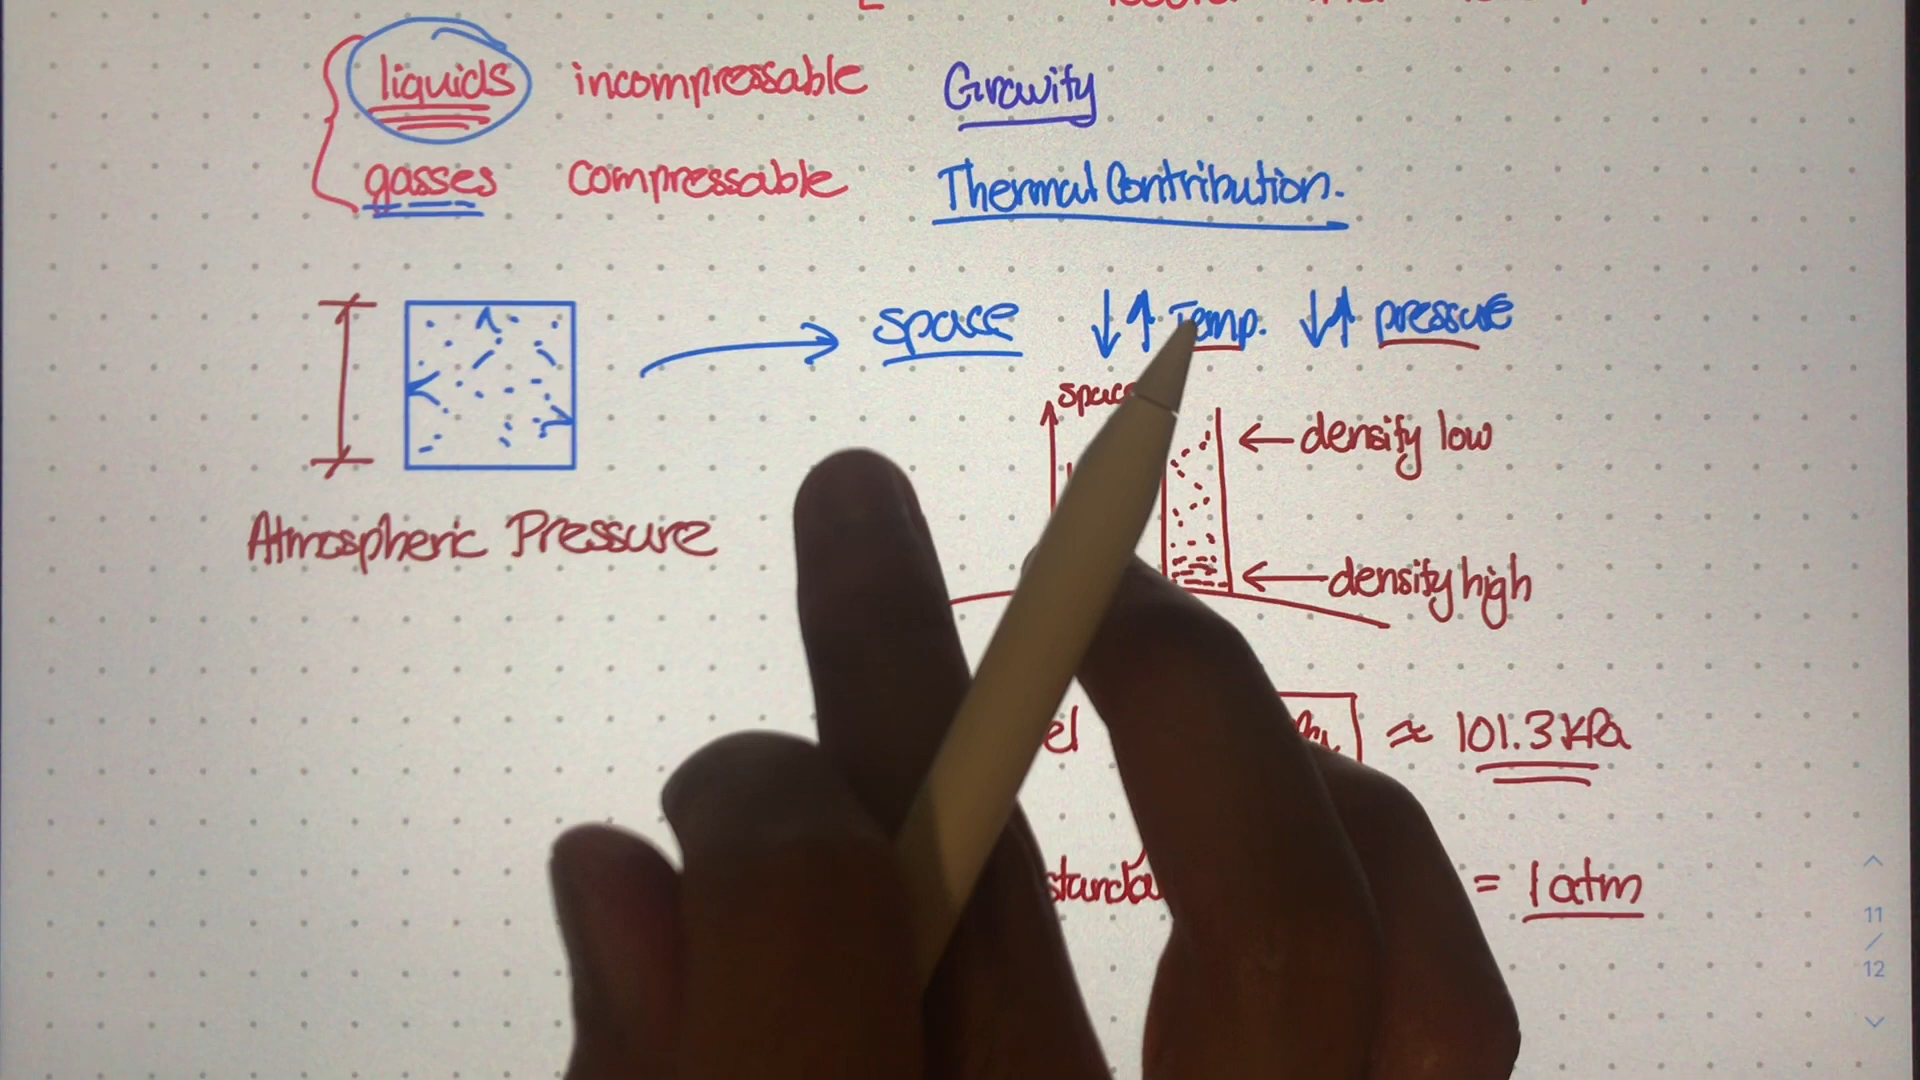 liquids incompressable Gravity
gasses compressable Thermal Contribution.
space ↓↑ Temp. ↓↑ pressure
space
← density low
Atmospheric Pressure
← density high
≈ 101.3 kPa
= 1 atm
11
/
12